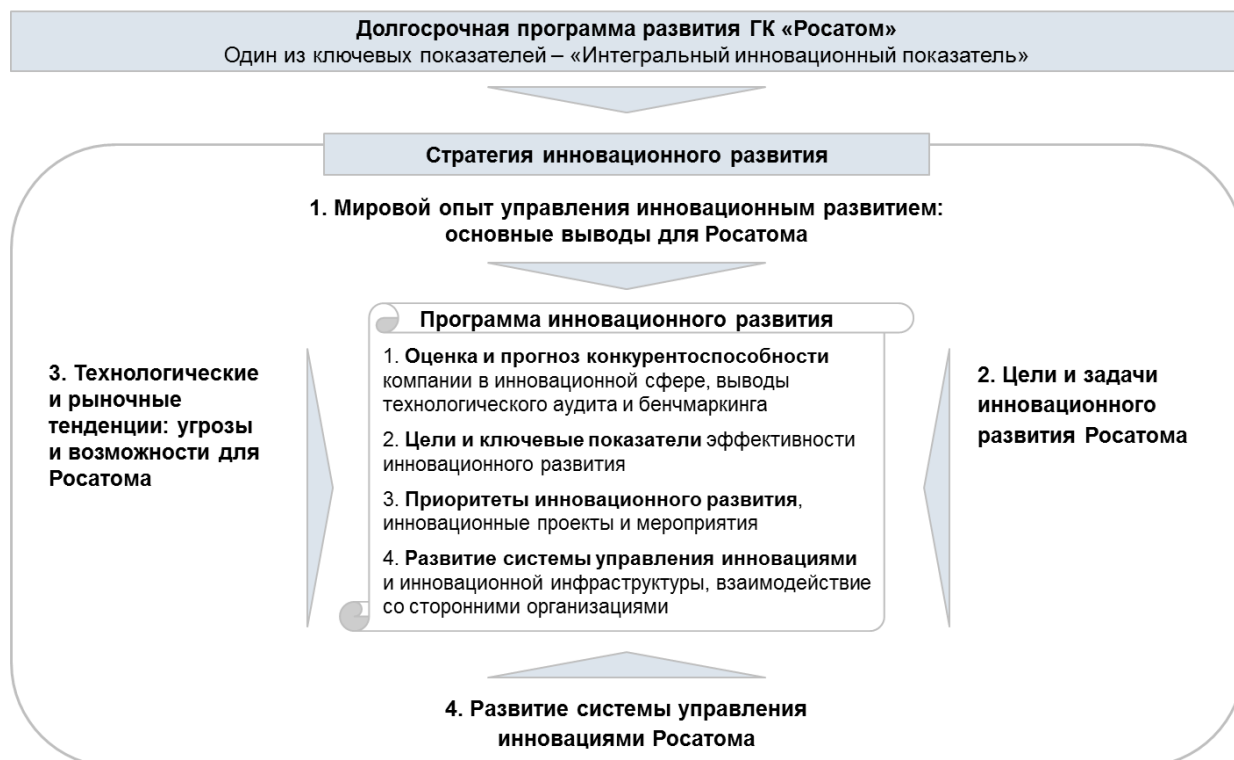 Долгосрочная программа развития ГК «Росатом»
Один из ключевых показателей – «Интегральный инновационный показатель»
Стратегия инновационного развития
1. Мировой опыт управления инновационным развитием:
основные выводы для Росатома
Программа инновационного развития
1. Оценка и прогноз конкурентоспособности
компании в инновационной сфере, выводы
технологического аудита и бенчмаркинга
2. Цели и ключевые показатели эффективности
инновационного развития
3. Приоритеты инновационного развития,
инновационные проекты и мероприятия
4. Развитие системы управления инновациями
и инновационной инфраструктуры, взаимодействие
со сторонними организациями
3. Технологические
и рыночные
тенденции: угрозы
и возможности для
Росатома
2. Цели и задачи
инновационного
развития Росатома
4. Развитие системы управления
инновациями Росатома